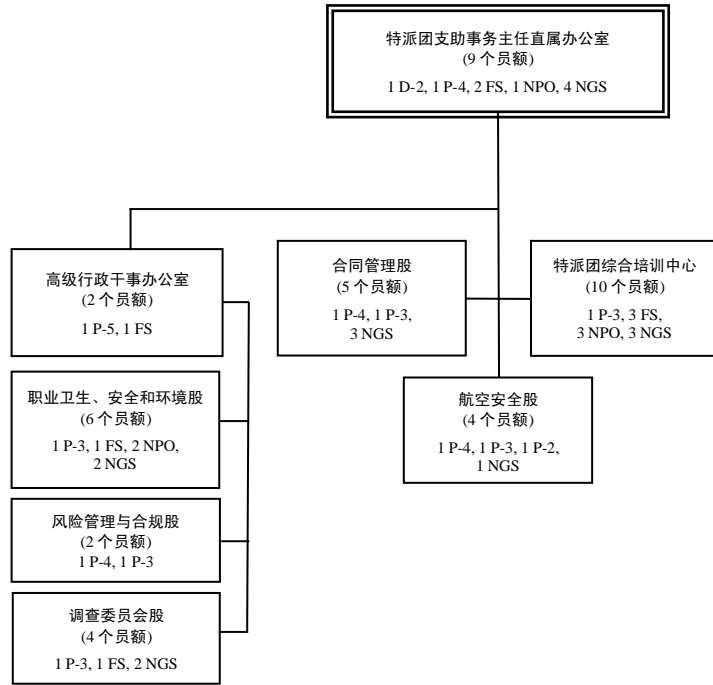 特派团支助事务主任直属办公室
(9 个员额)
1 D-2, 1 P-4, 2 FS, 1 NPO, 4 NGS
高级行政干事办公室
(2 个员额)
1 P-5, 1 FS
合同管理股
(5 个员额)
1 P-4, 1 P-3,
3 NGS
特派团综合培训中心
(10 个员额)
1 P-3, 3 FS,
3 NPO, 3 NGS
职业卫生、安全和环境股
(6 个员额)
1 P-3, 1 FS, 2 NPO,
2 NGS
航空安全股
(4 个员额)
1 P-4, 1 P-3, 1 P-2,
1 NGS
风险管理与合规股
(2 个员额)
1 P-4, 1 P-3
调查委员会股
(4 个员额)
1 P-3, 1 FS, 2 NGS